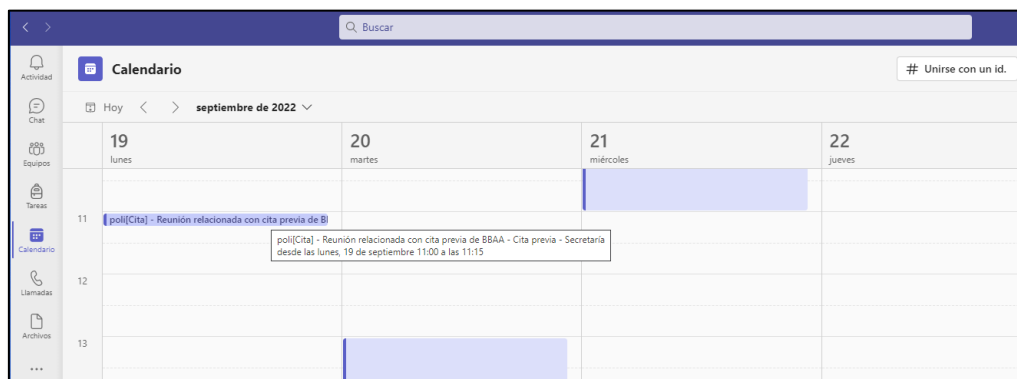 Buscar
Actividad
Chat
Equipos
Tareas
Calendario
Llamadas
Archivos
Calendario
# Unirse con un id.
Hoy septiembre de 2022
19 20 21 22
lunes martes miércoles jueves
11 poli[Cita] - Reunión relacionada con cita previa de BI
poli[Cita] - Reunión relacionada con cita previa de BBAA - Cita previa - Secretaría
desde las lunes, 19 de septiembre 11:00 a las 11:15
12
13